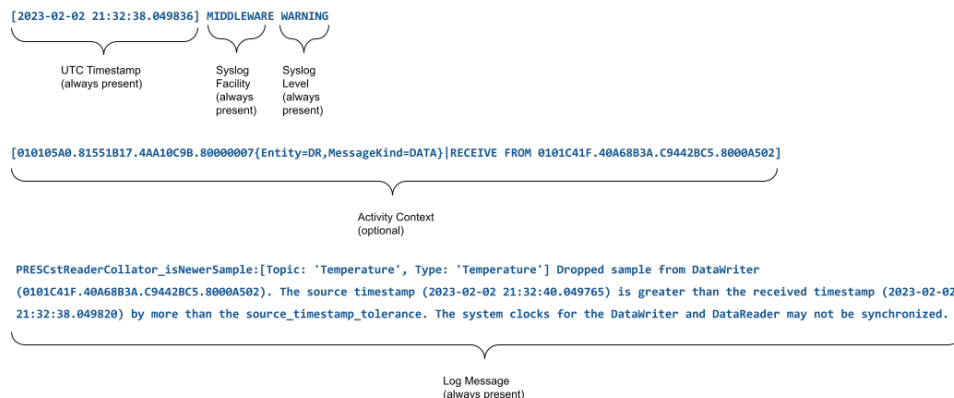 [2023-02-02 21:32:38.049836] MIDDLEWARE WARNING
UTC Timestamp
(always present)
Syslog
Facility
(always
present)
Syslog
Level
(always
present)
[010105A0.81551B17.4AA10C9B.80000007{Entity=DR,MessageKind=DATA}|RECEIVE FROM 0101C41F.40A68B3A.C9442BC5.8000A502]
Activity Context
(optional)
PRESCstReaderCollator_isNewerSample:[Topic: 'Temperature', Type: 'Temperature'] Dropped sample from DataWriter
(0101C41F.40A68B3A.C9442BC5.8000A502). The source timestamp (2023-02-02 21:32:40.049765) is greater than the received timestamp (2023-02-02
21:32:38.049820) by more than the source_timestamp_tolerance. The system clocks for the DataWriter and DataReader may not be synchronized.
Log Message
(always present)